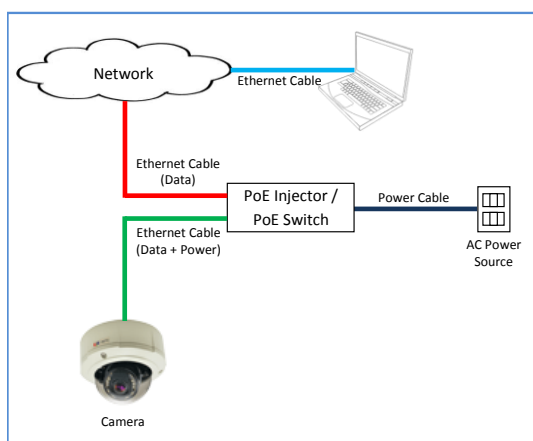 Network
Ethernet Cable
Ethernet Cable
(Data)
PoE Injector /
PoE Switch
Power Cable
Ethernet Cable
(Data + Power)
AC Power
Source
Camera